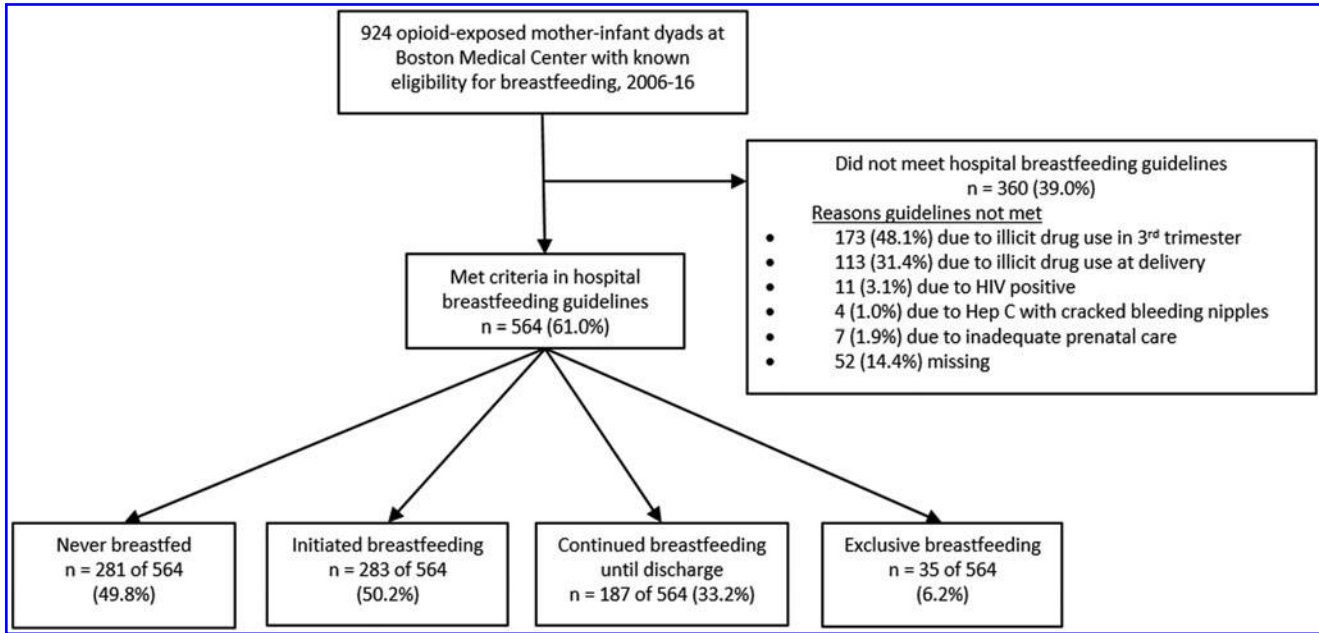 924 opioid-exposed mother-infant dyads at
Boston Medical Center with known
eligibility for breastfeeding, 2006-16
Did not meet hospital breastfeeding guidelines
n = 360 (39.0%)
Reasons guidelines not met
• 173 (48.1%) due to illicit drug use in 3rd trimester
• 113 (31.4%) due to illicit drug use at delivery
• 11 (3.1%) due to HIV positive
• 4 (1.0%) due to Hep C with cracked bleeding nipples
• 7 (1.9%) due to inadequate prenatal care
• 52 (14.4%) missing
Met criteria in hospital
breastfeeding guidelines
n = 564 (61.0%)
Never breastfed
n = 281 of 564
(49.8%)
Initiated breastfeeding
n = 283 of 564
(50.2%)
Continued breastfeeding
until discharge
n = 187 of 564 (33.2%)
Exclusive breastfeeding
n = 35 of 564
(6.2%)